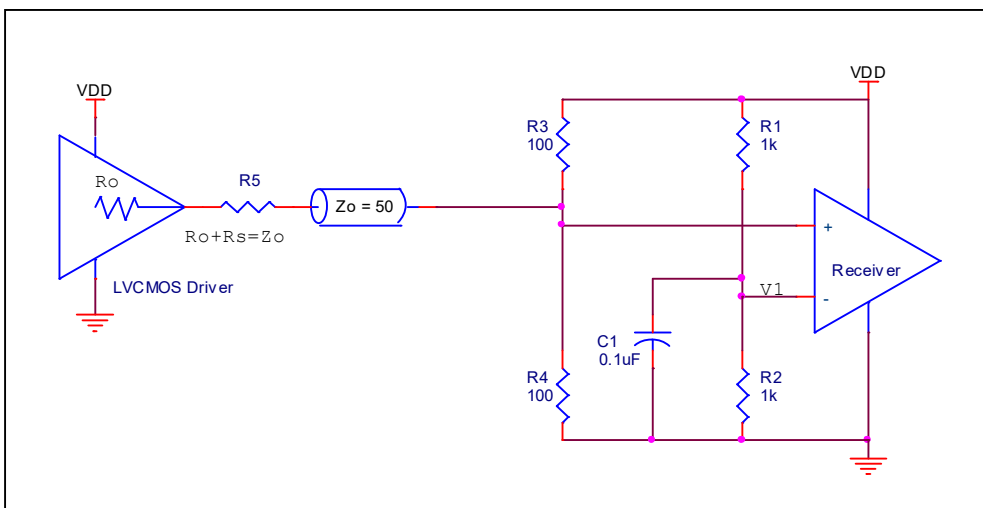 VDD
VDD
R3
100
R1
1k
Ro
R5
Zo = 50
Ro+Rs=Zo
+
Receiver
LVCMOS Driver
V1
-
C1
0.1uF
R4
100
R2
1k